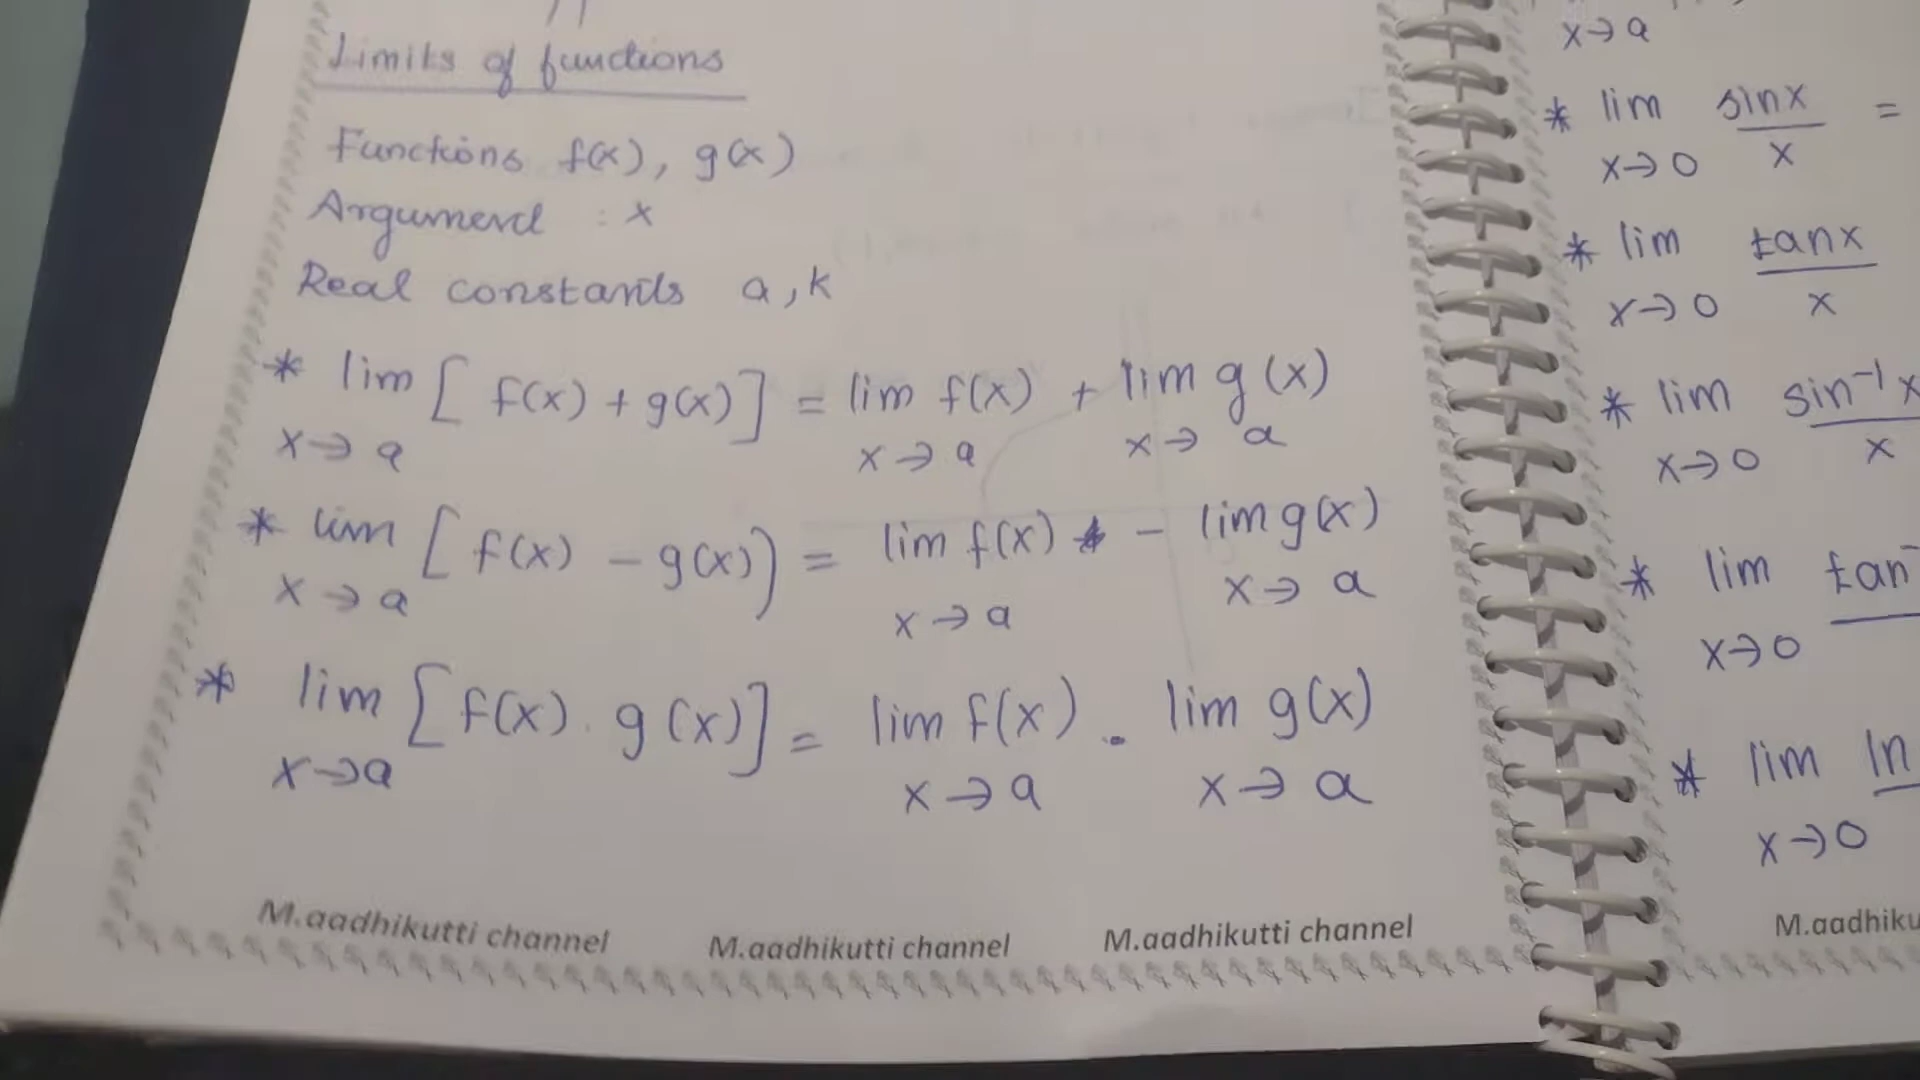 Limits of functions
Functions f(x), g(x)
Argument : x
Real constants a, k
* lim [ f(x) + g(x) ] = lim f(x) + lim g(x)
x→a x→a x→a
* lim [ f(x) - g(x) ) = lim f(x) - lim g(x)
x→a x→a x→a
* lim [ f(x) . g(x) ] = lim f(x) . lim g(x)
x→a x→a x→a
M.aadhikutti channel M.aadhikutti channel M.aadhikutti channel
x→a
* lim sinx =
x→0 x
* lim tanx
x→0 x
* lim sin⁻¹x
x→0 x
* lim tan⁻
x→0
* lim ln
x→0
M.aadhiku